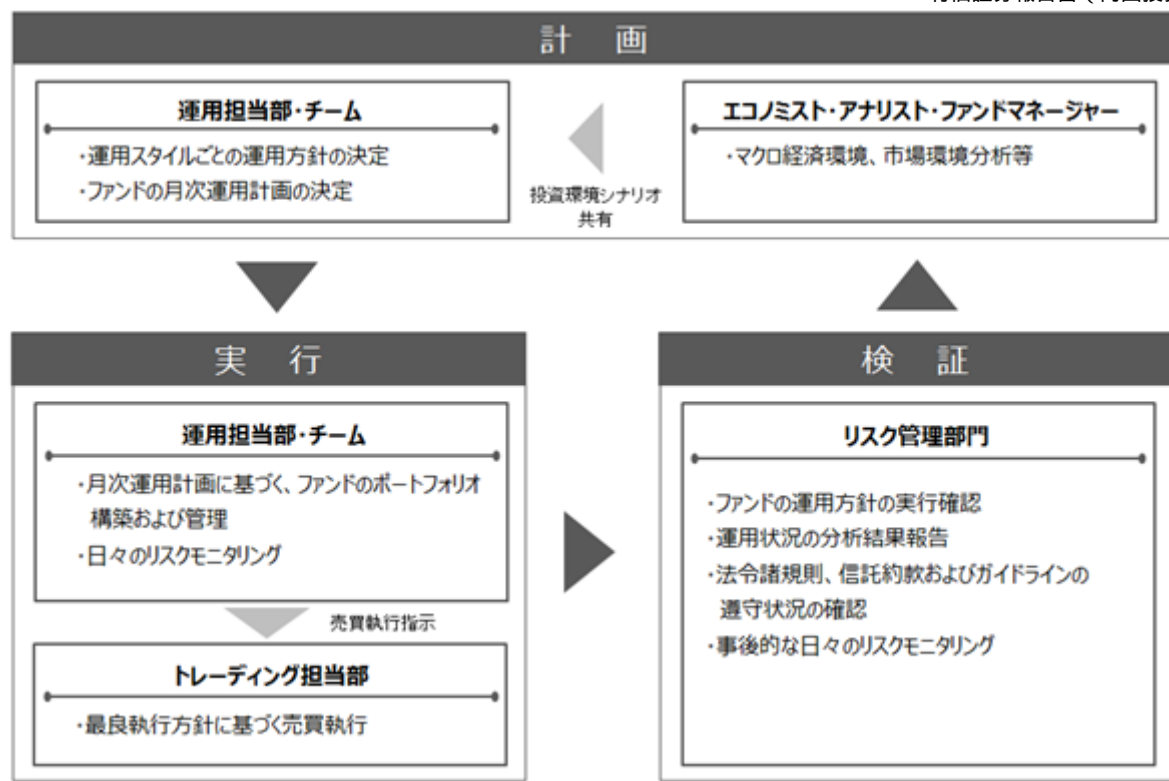 計 画
運用担当部・チーム
・運用スタイルごとの運用方針の決定
・ファンドの月次運用計画の決定
投資環境シナリオ
共有
エコノミスト・アナリスト・ファンドマネージャー
・マクロ経済環境、市場環境分析等
実 行
運用担当部・チーム
・月次運用計画に基づく、ファンドのポートフォリオ
構築および管理
・日々のリスクモニタリング
売買執行指示
トレーディング担当部
・最良執行方針に基づく売買執行
検 証
リスク管理部門
・ファンドの運用方針の実行確認
・運用状況の分析結果報告
・法令諸規則、信託約款およびガイドラインの
遵守状況の確認
・事後的な日々のリスクモニタリング